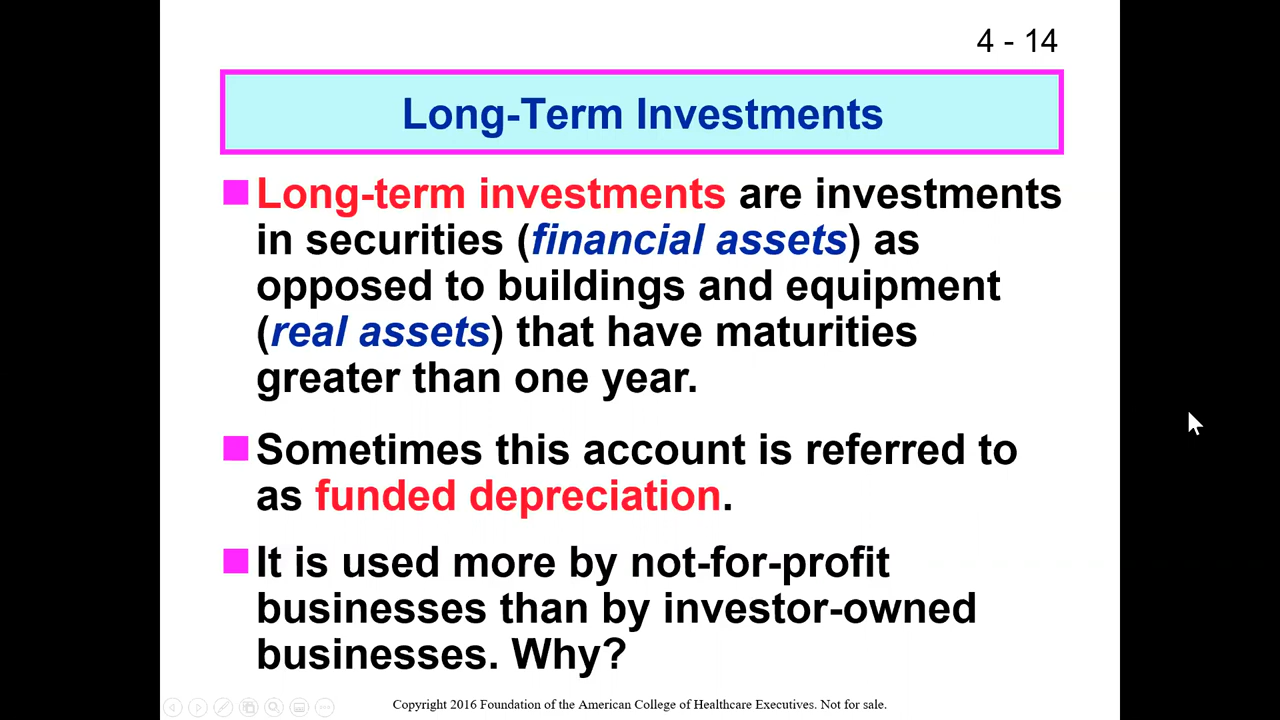 4 - 14
Long-Term Investments
Long-term investments are investments
in securities (financial assets) as
opposed to buildings and equipment
(real assets) that have maturities
greater than one year.
Sometimes this account is referred to
as funded depreciation.
It is used more by not-for-profit
businesses than by investor-owned
businesses. Why?
Copyright 2016 Foundation of the American College of Healthcare Executives. Not for sale.